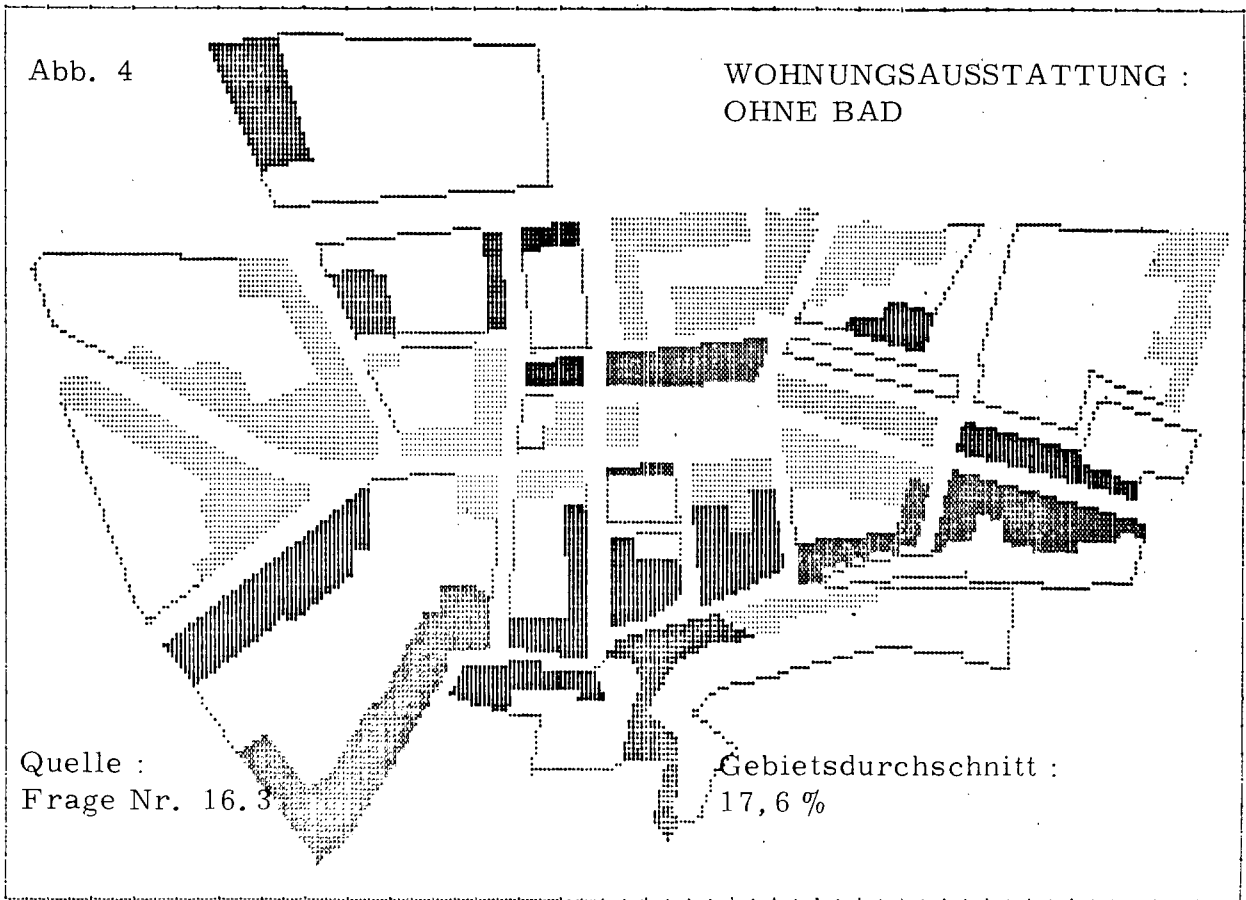 Abb. 4
WOHNUNGSAUSSTATTUNG :
OHNE BAD
Quelle :
Frage Nr. 16.3
Gebietsdurchschnitt :
17,6 %